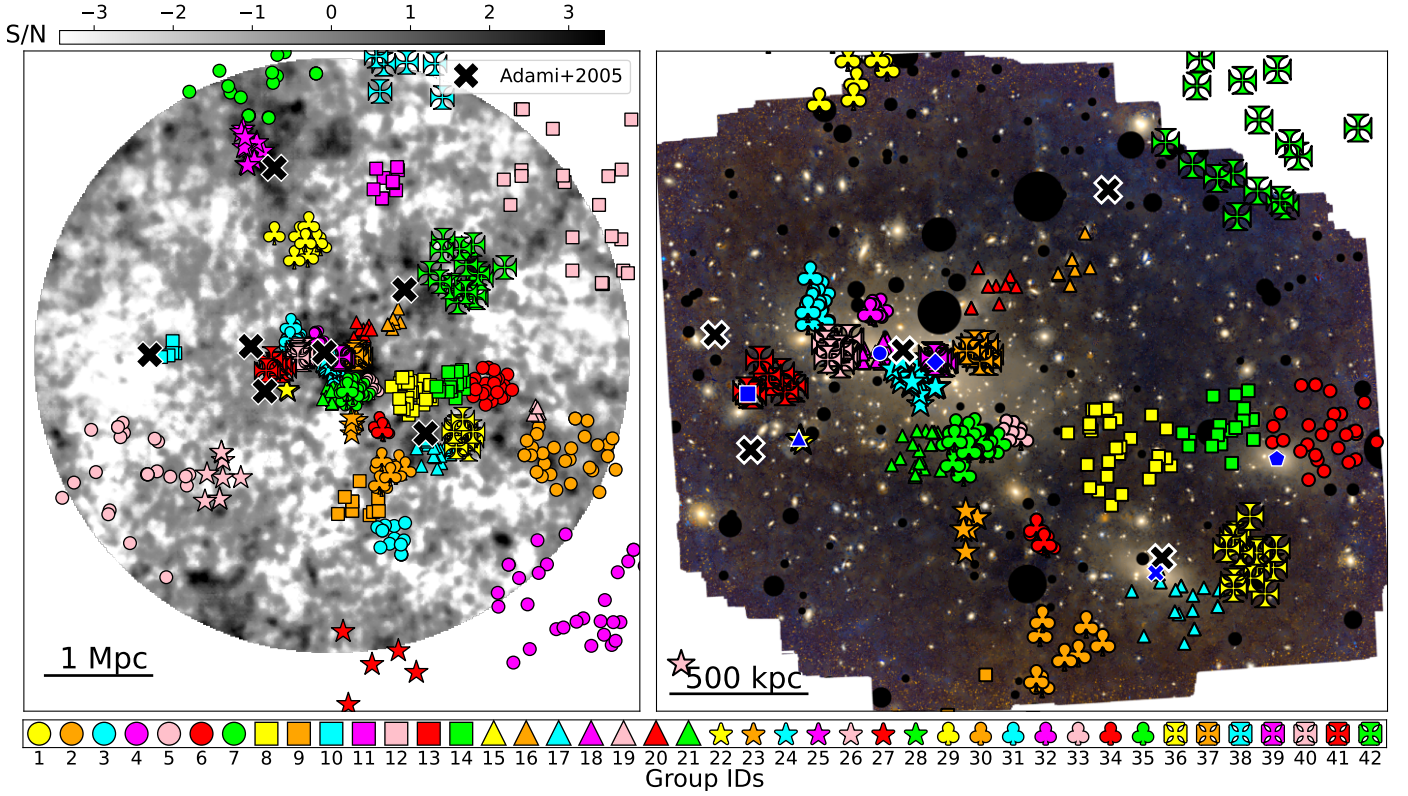 −3 −2 −1 0 1 2 3
S/N
Adami+2005
1 Mpc
500 kpc
1 2 3 4 5 6 7 8 9 10 11 12 13 14 15 16 17 18 19 20 21 22 23 24 25 26 27 28 29 30 31 32 33 34 35 36 37 38 39 40 41 42
Group IDs